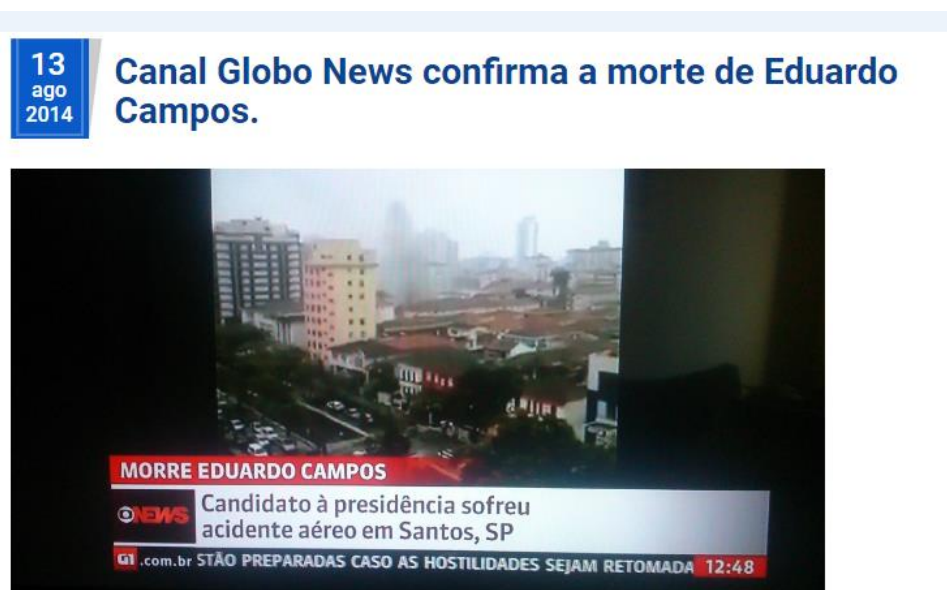 13
ago
2014
Canal Globo News confirma a morte de Eduardo
Campos.
MORRE EDUARDO CAMPOS
NEWS
Candidato à presidência sofreu
acidente aéreo em Santos, SP
G1 .com.br STÃO PREPARADAS CASO AS HOSTILIDADES SEJAM RETOMADA 12:48